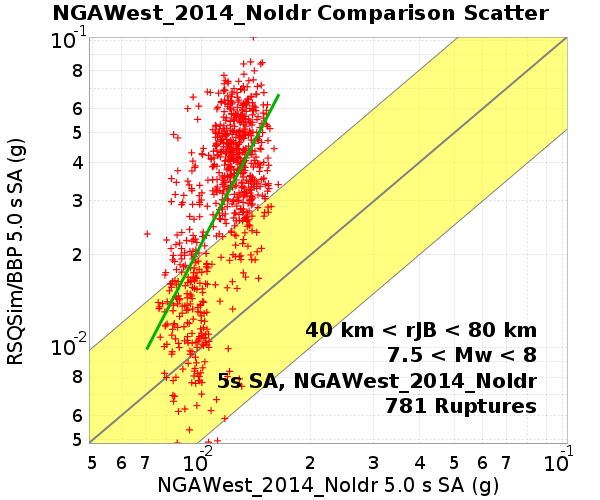 NGAWest_2014_NoIdr Comparison Scatter
RSQSim/BBP 5.0 s SA (g)
10-1
8
6
5
4
3
2
10-2
8
6
5
40 km < rJB < 80 km
7.5 < Mw < 8
5s SA, NGAWest_2014_NoIdr
781 Ruptures
5 6 7 10-2 2 3 4 5 6 7 10-1
NGAWest_2014_NoIdr 5.0 s SA (g)